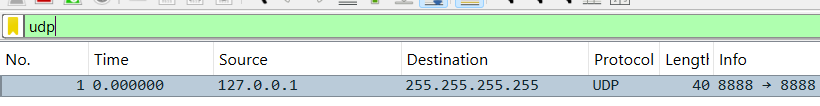 udp
No. Time Source Destination Protocol Length Info
1 0.000000 127.0.0.1 255.255.255.255 UDP 40 8888 → 8888